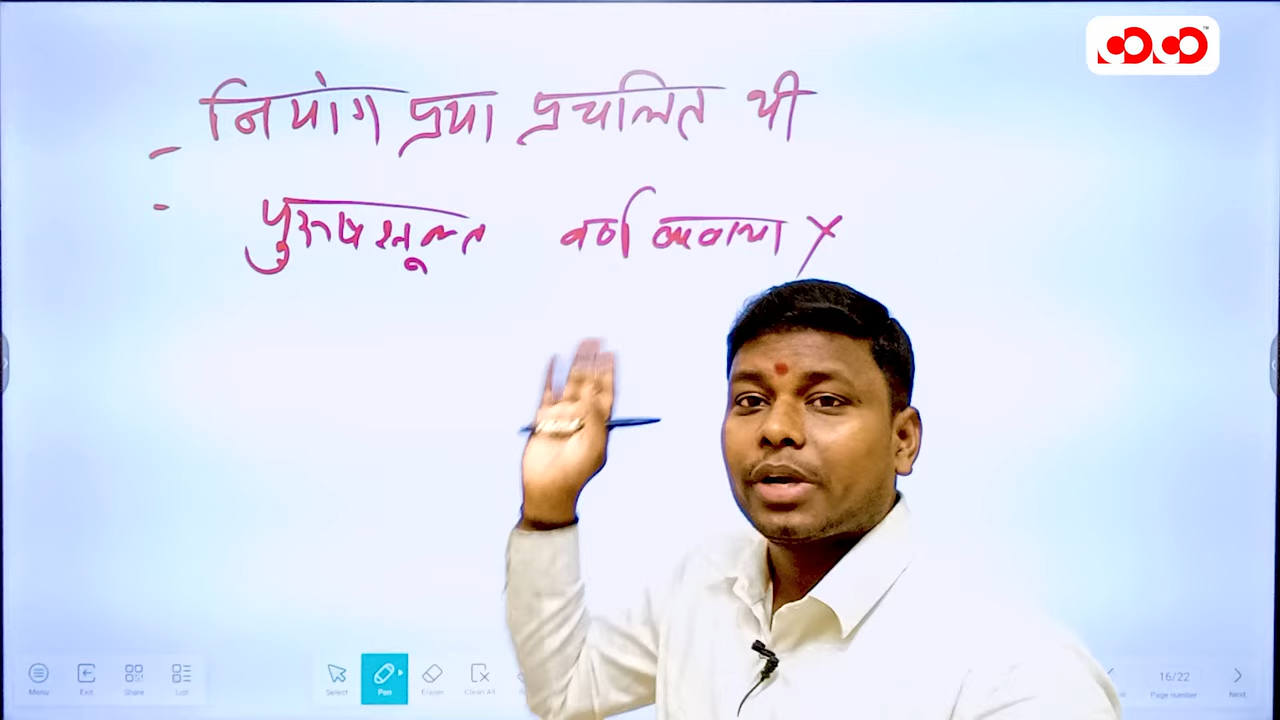 नियोग प्रथा प्रचलित थी
पुरुषसूक्त वर्ण व्यवस्था X
Menu
Exit
Share
List
Select
Pen
Eraser
Clean All
16/22
Page number
Next